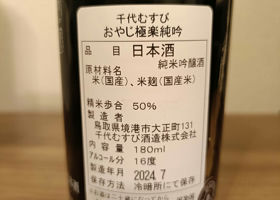 千代むすび
おやじ極楽純吟
品目 日本酒
純米吟醸酒
原材料名
米(国産)、米麹(国産米)
精米歩合 50%
製造者
鳥取県境港市大正町131
千代むすび酒造株式会社
内容量 180ml
アルコール分 16度
製造年月 2024.7
保存方法 冷暗所にて保存